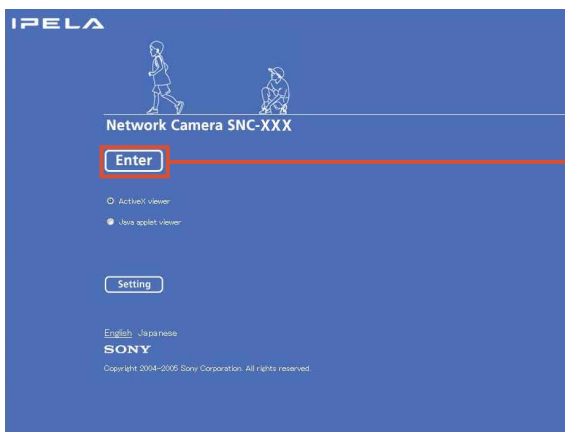 IPELA
Network Camera SNC-XXX
Enter
ActiveX viewer
Java applet viewer
Setting
English Japanese
SONY
Copyright 2004-2005 Sony Corporation. All rights reserved.